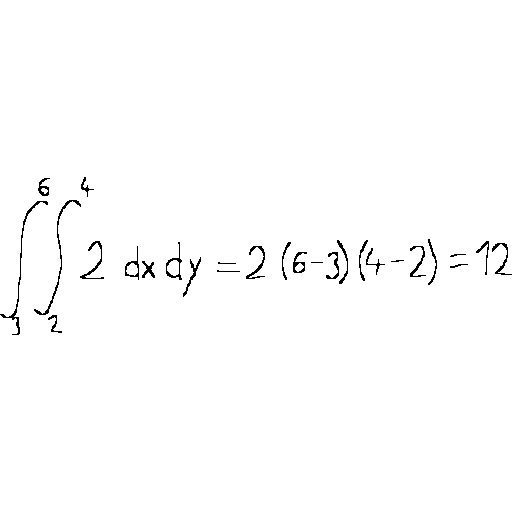 ∫₃⁶ ∫₂⁴ 2 dx dy = 2 (6-3)(4-2) = 12